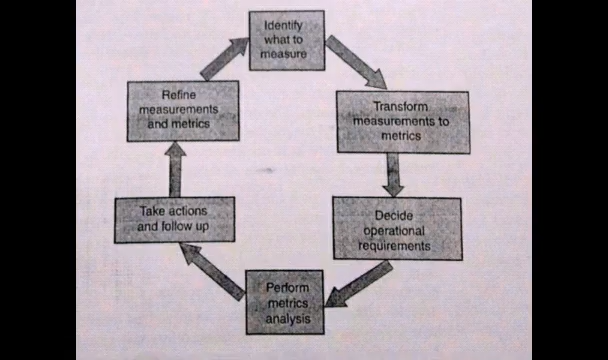 Identify
what to
measure
Transform
measurements to
metrics
Decide
operational
requirements
Perform
metrics
analysis
Take actions
and follow up
Refine
measurements
and metrics